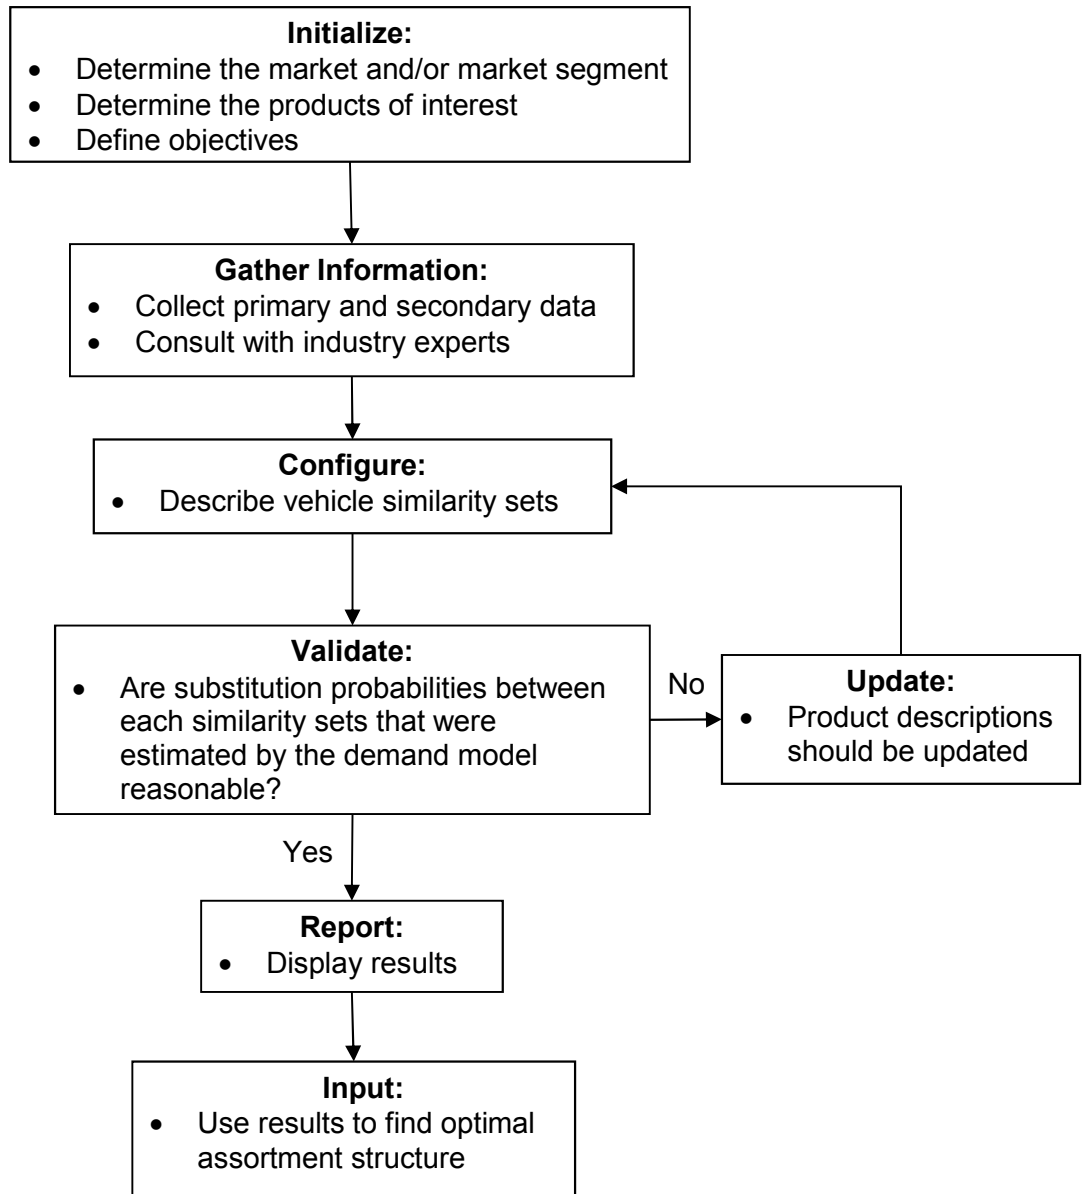 Initialize:
• Determine the market and/or market segment
• Determine the products of interest
• Define objectives
Gather Information:
• Collect primary and secondary data
• Consult with industry experts
Configure:
• Describe vehicle similarity sets
Validate:
• Are substitution probabilities between
each similarity sets that were
estimated by the demand model
reasonable?
No
Update:
• Product descriptions
should be updated
Yes
Report:
• Display results
Input:
• Use results to find optimal
assortment structure